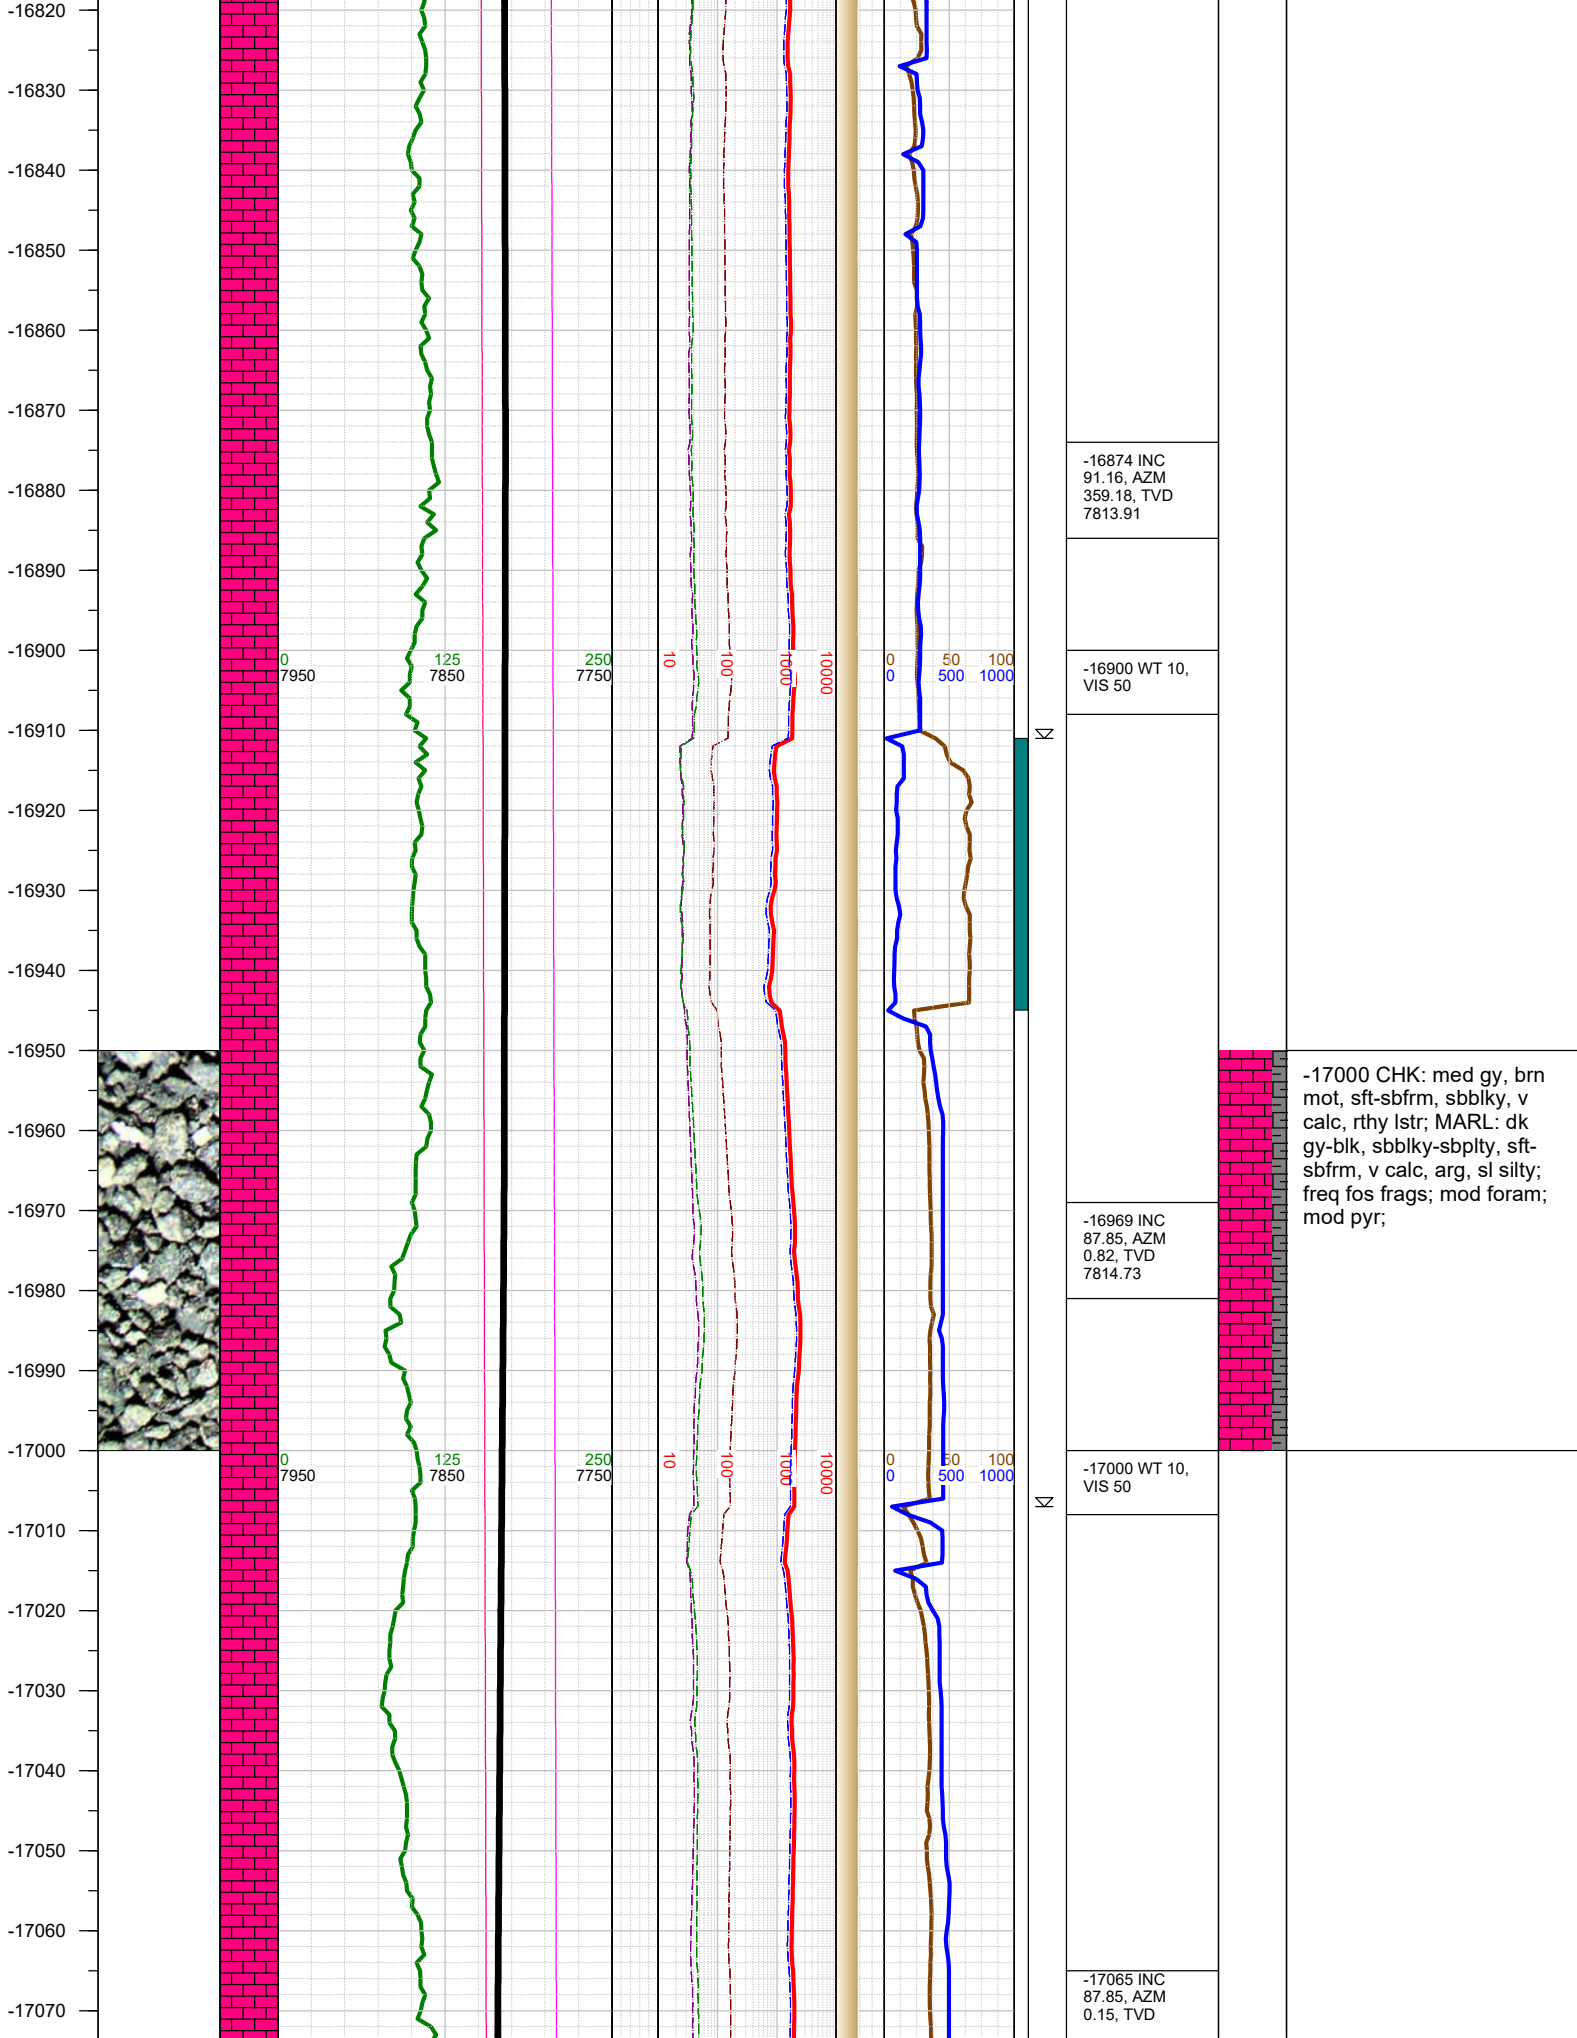 -16820
-16830
-16840
-16850
-16860
-16870
-16874 INC
91.16, AZM
359.18, TVD
7813.91
-16880
-16890
-16900
0 125 250
7950 7850 7750
10 100 1000 10000
0 50 100
0 500 1000
-16900 WT 10,
VIS 50
-16910
-16920
-16930
-16940
-16950
-17000 CHK: med gy, brn
mot, sft-sbfrm, sbblky, v
calc, rthy lstr; MARL: dk
gy-blk, sbblky-sbplty, sft-
sbfrm, v calc, arg, sl silty;
freq fos frags; mod foram;
mod pyr;
-16960
-16970
-16969 INC
87.85, AZM
0.82, TVD
7814.73
-16980
-16990
-17000
0 125 250
7950 7850 7750
10 100 1000 10000
0 50 100
0 500 1000
-17000 WT 10,
VIS 50
-17010
-17020
-17030
-17040
-17050
-17060
-17065 INC
87.85, AZM
0.15, TVD
-17070